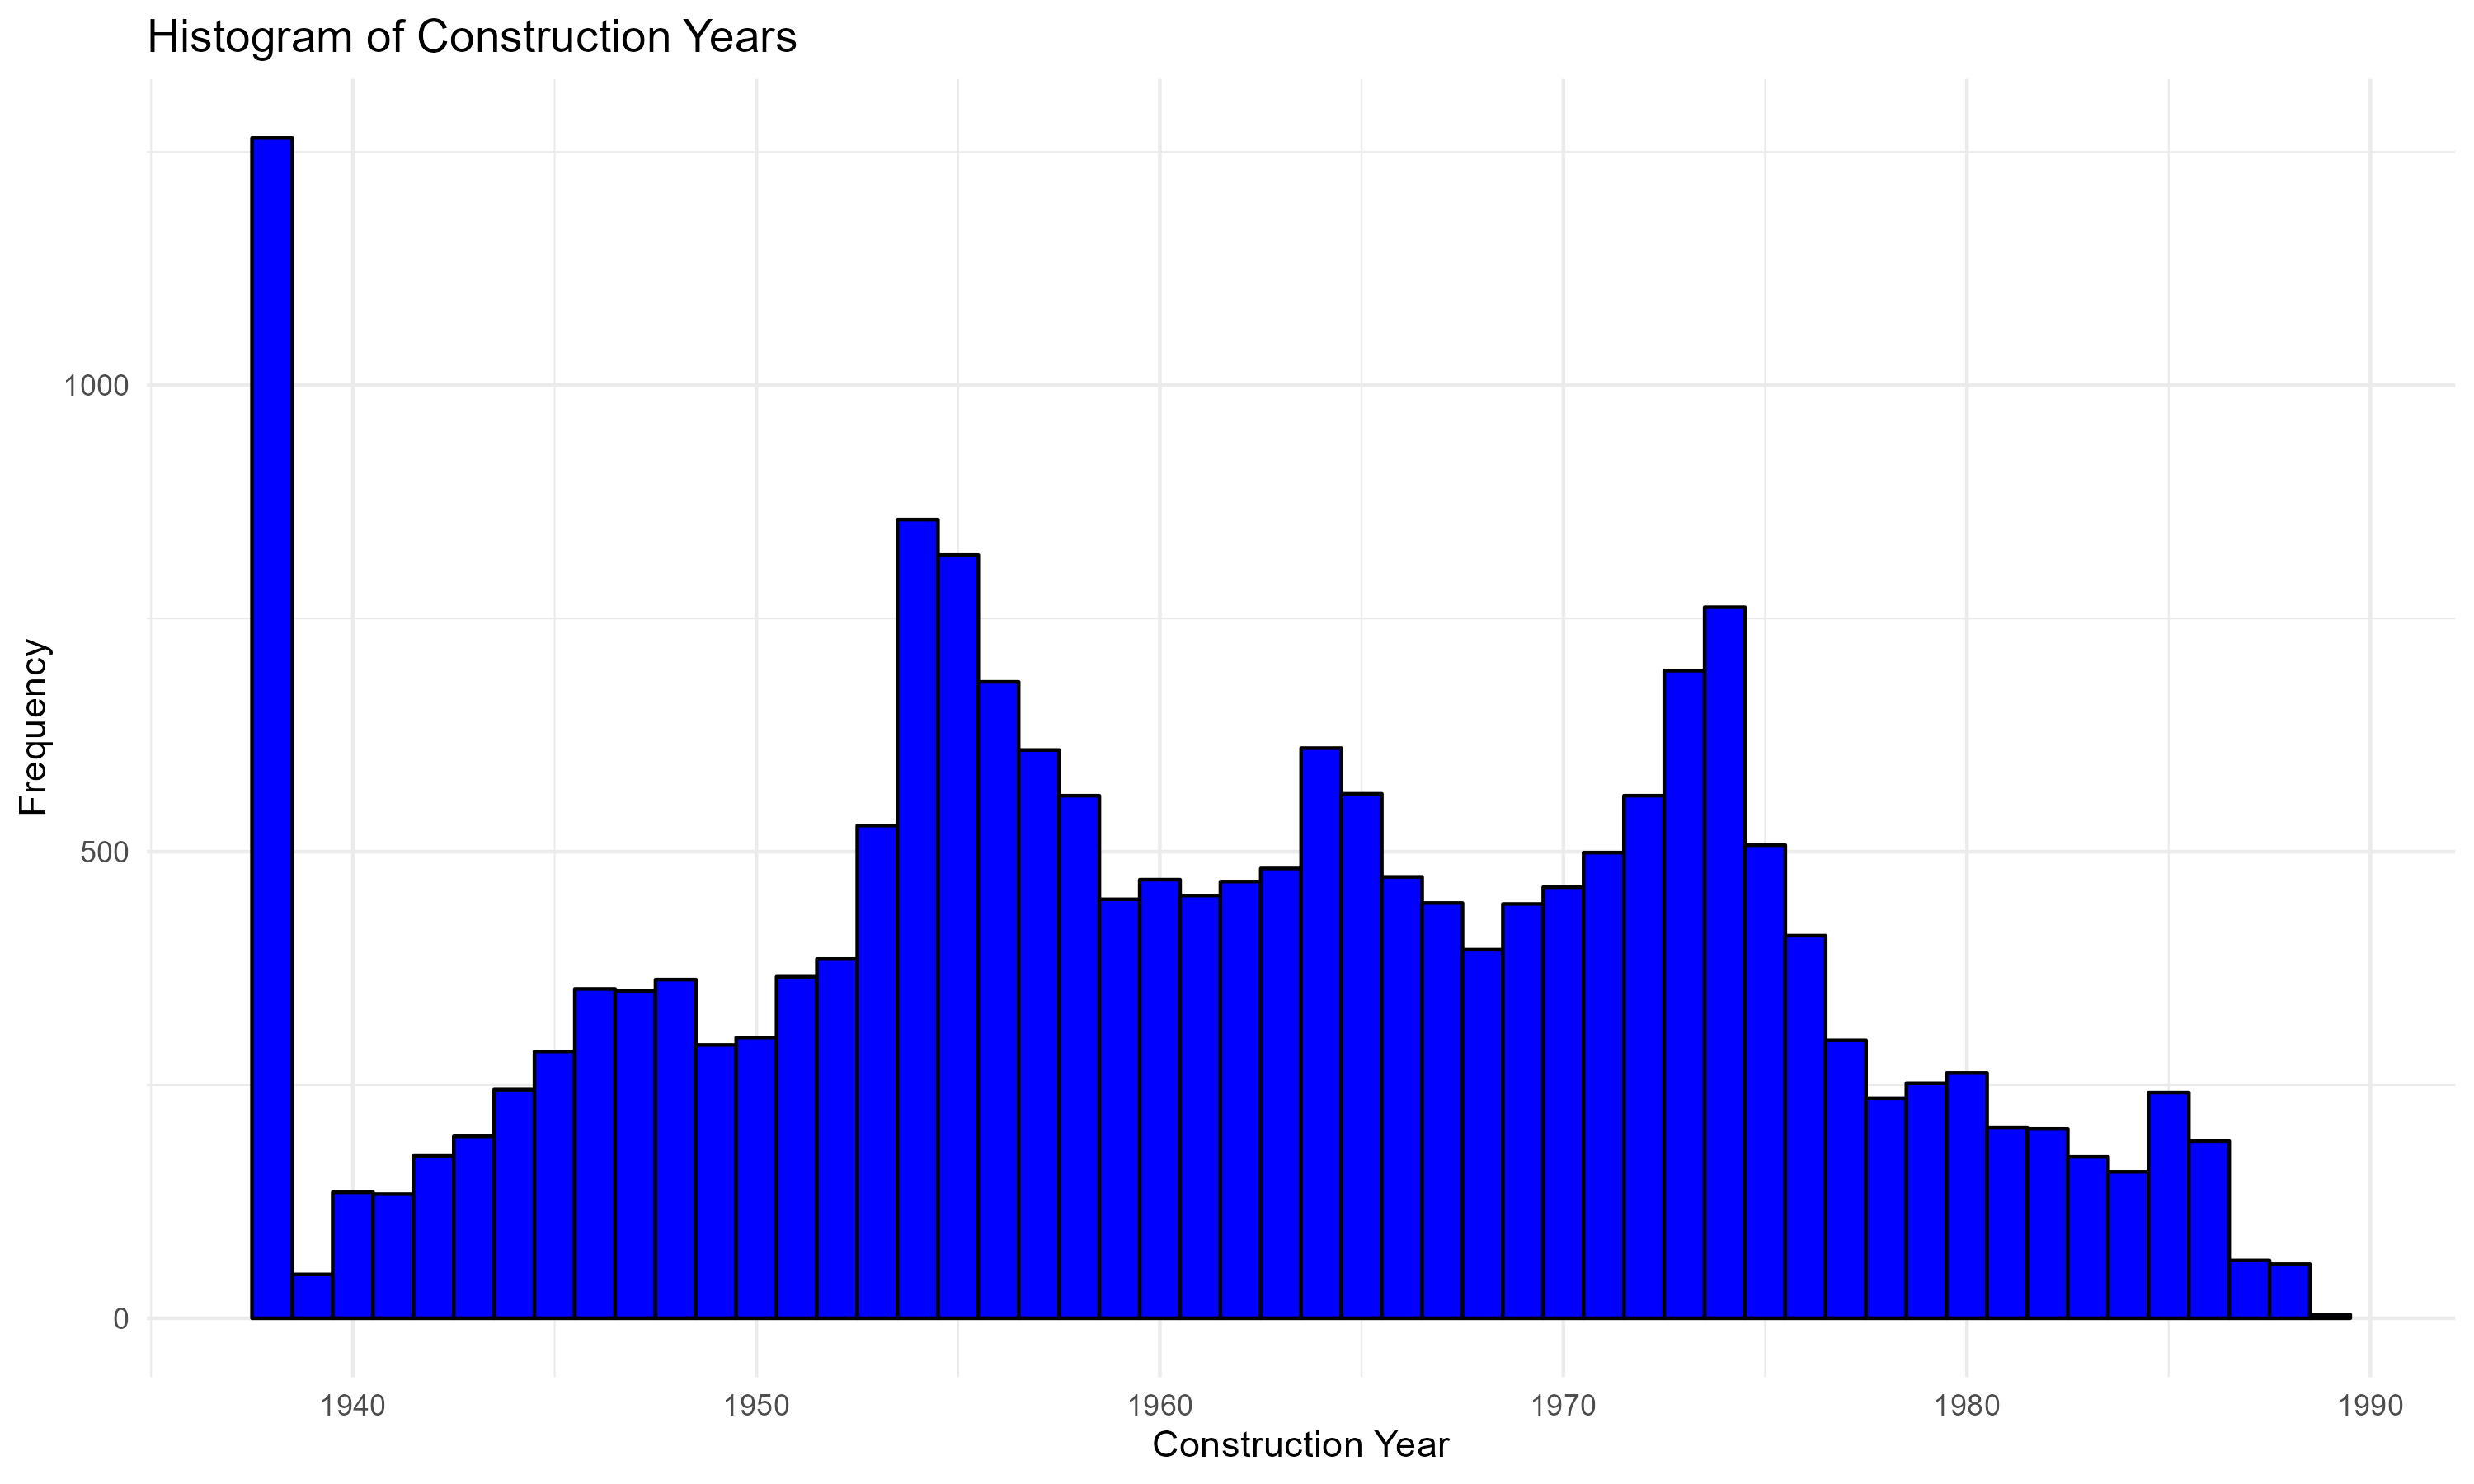 Histogram of Construction Years
Frequency
1000
500
0
1940 1950 1960 1970 1980 1990
Construction Year